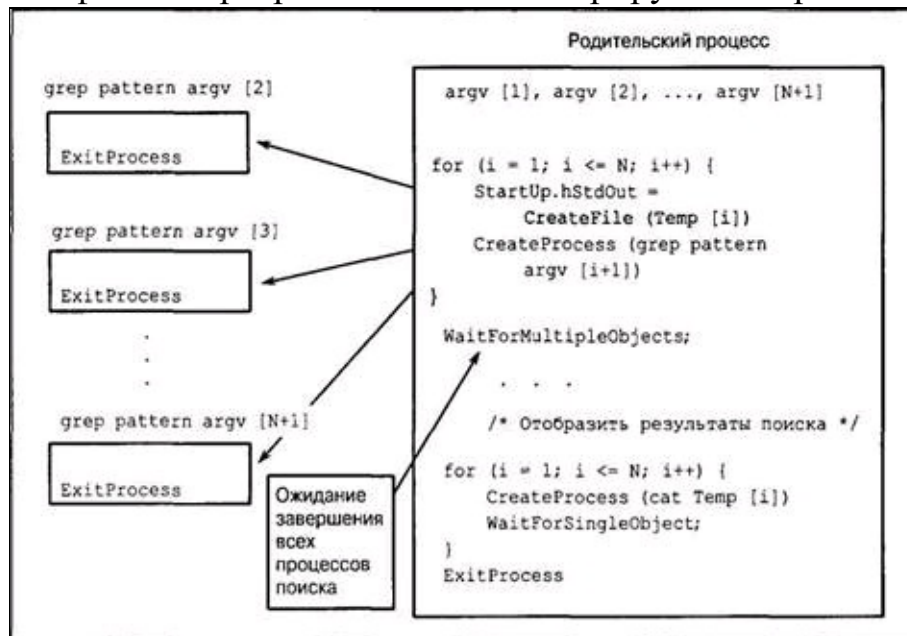 Родительский процесс
grep pattern argv [2]
ExitProcess
grep pattern argv [3]
ExitProcess
.
.
.
grep pattern argv [N+1]
ExitProcess
Ожидание
завершения
всех
процессов
поиска
argv [1], argv [2], ..., argv [N+1]
for (i = 1; i <= N; i++) {
StartUp.hStdOut =
CreateFile (Temp [i])
CreateProcess (grep pattern
argv [i+1])
}
WaitForMultipleObjects;
. . .
/* Отобразить результаты поиска */
for (i = 1; i <= N; i++) {
CreateProcess (cat Temp [i])
WaitForSingleObject;
}
ExitProcess